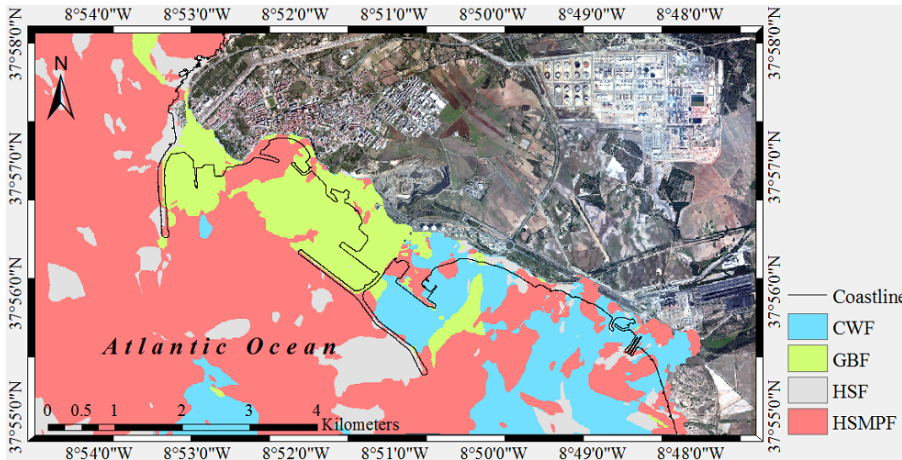 8°54'0"W 8°53'0"W 8°52'0"W 8°51'0"W 8°50'0"W 8°49'0"W 8°48'0"W
37°58'0"N 37°58'0"N
N
37°57'0"N 37°57'0"N
37°56'0"N 37°56'0"N
Coastline
CWF
Atlantic Ocean
GBF
HSF
37°55'0"N 37°55'0"N
0 0.5 1 2 3 4
Kilometers
HSMPF
8°54'0"W 8°53'0"W 8°52'0"W 8°51'0"W 8°50'0"W 8°49'0"W 8°48'0"W